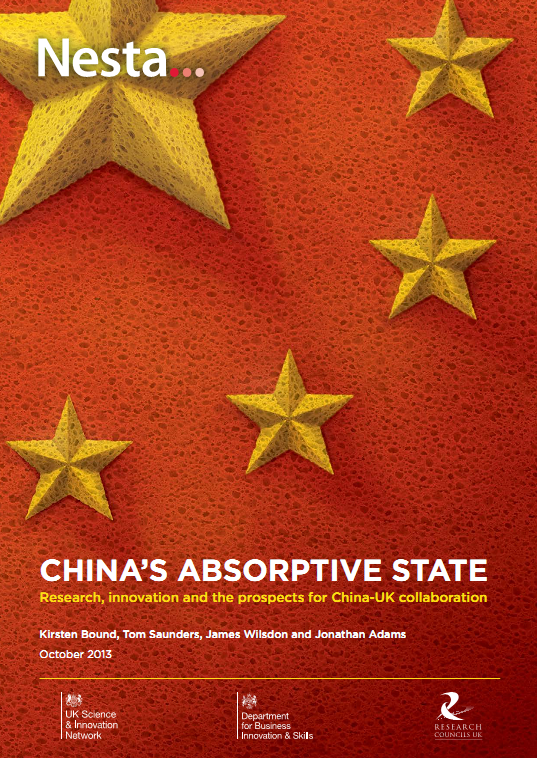 Nesta...
CHINA'S ABSORPTIVE STATE
Research, innovation and the prospects for China-UK collaboration
Kirsten Bound, Tom Saunders, James Wilsdon and Jonathan Adams
October 2013
UK Science
& Innovation
Network
Department
for Business
Innovation & Skills
RESEARCH
COUNCILS UK